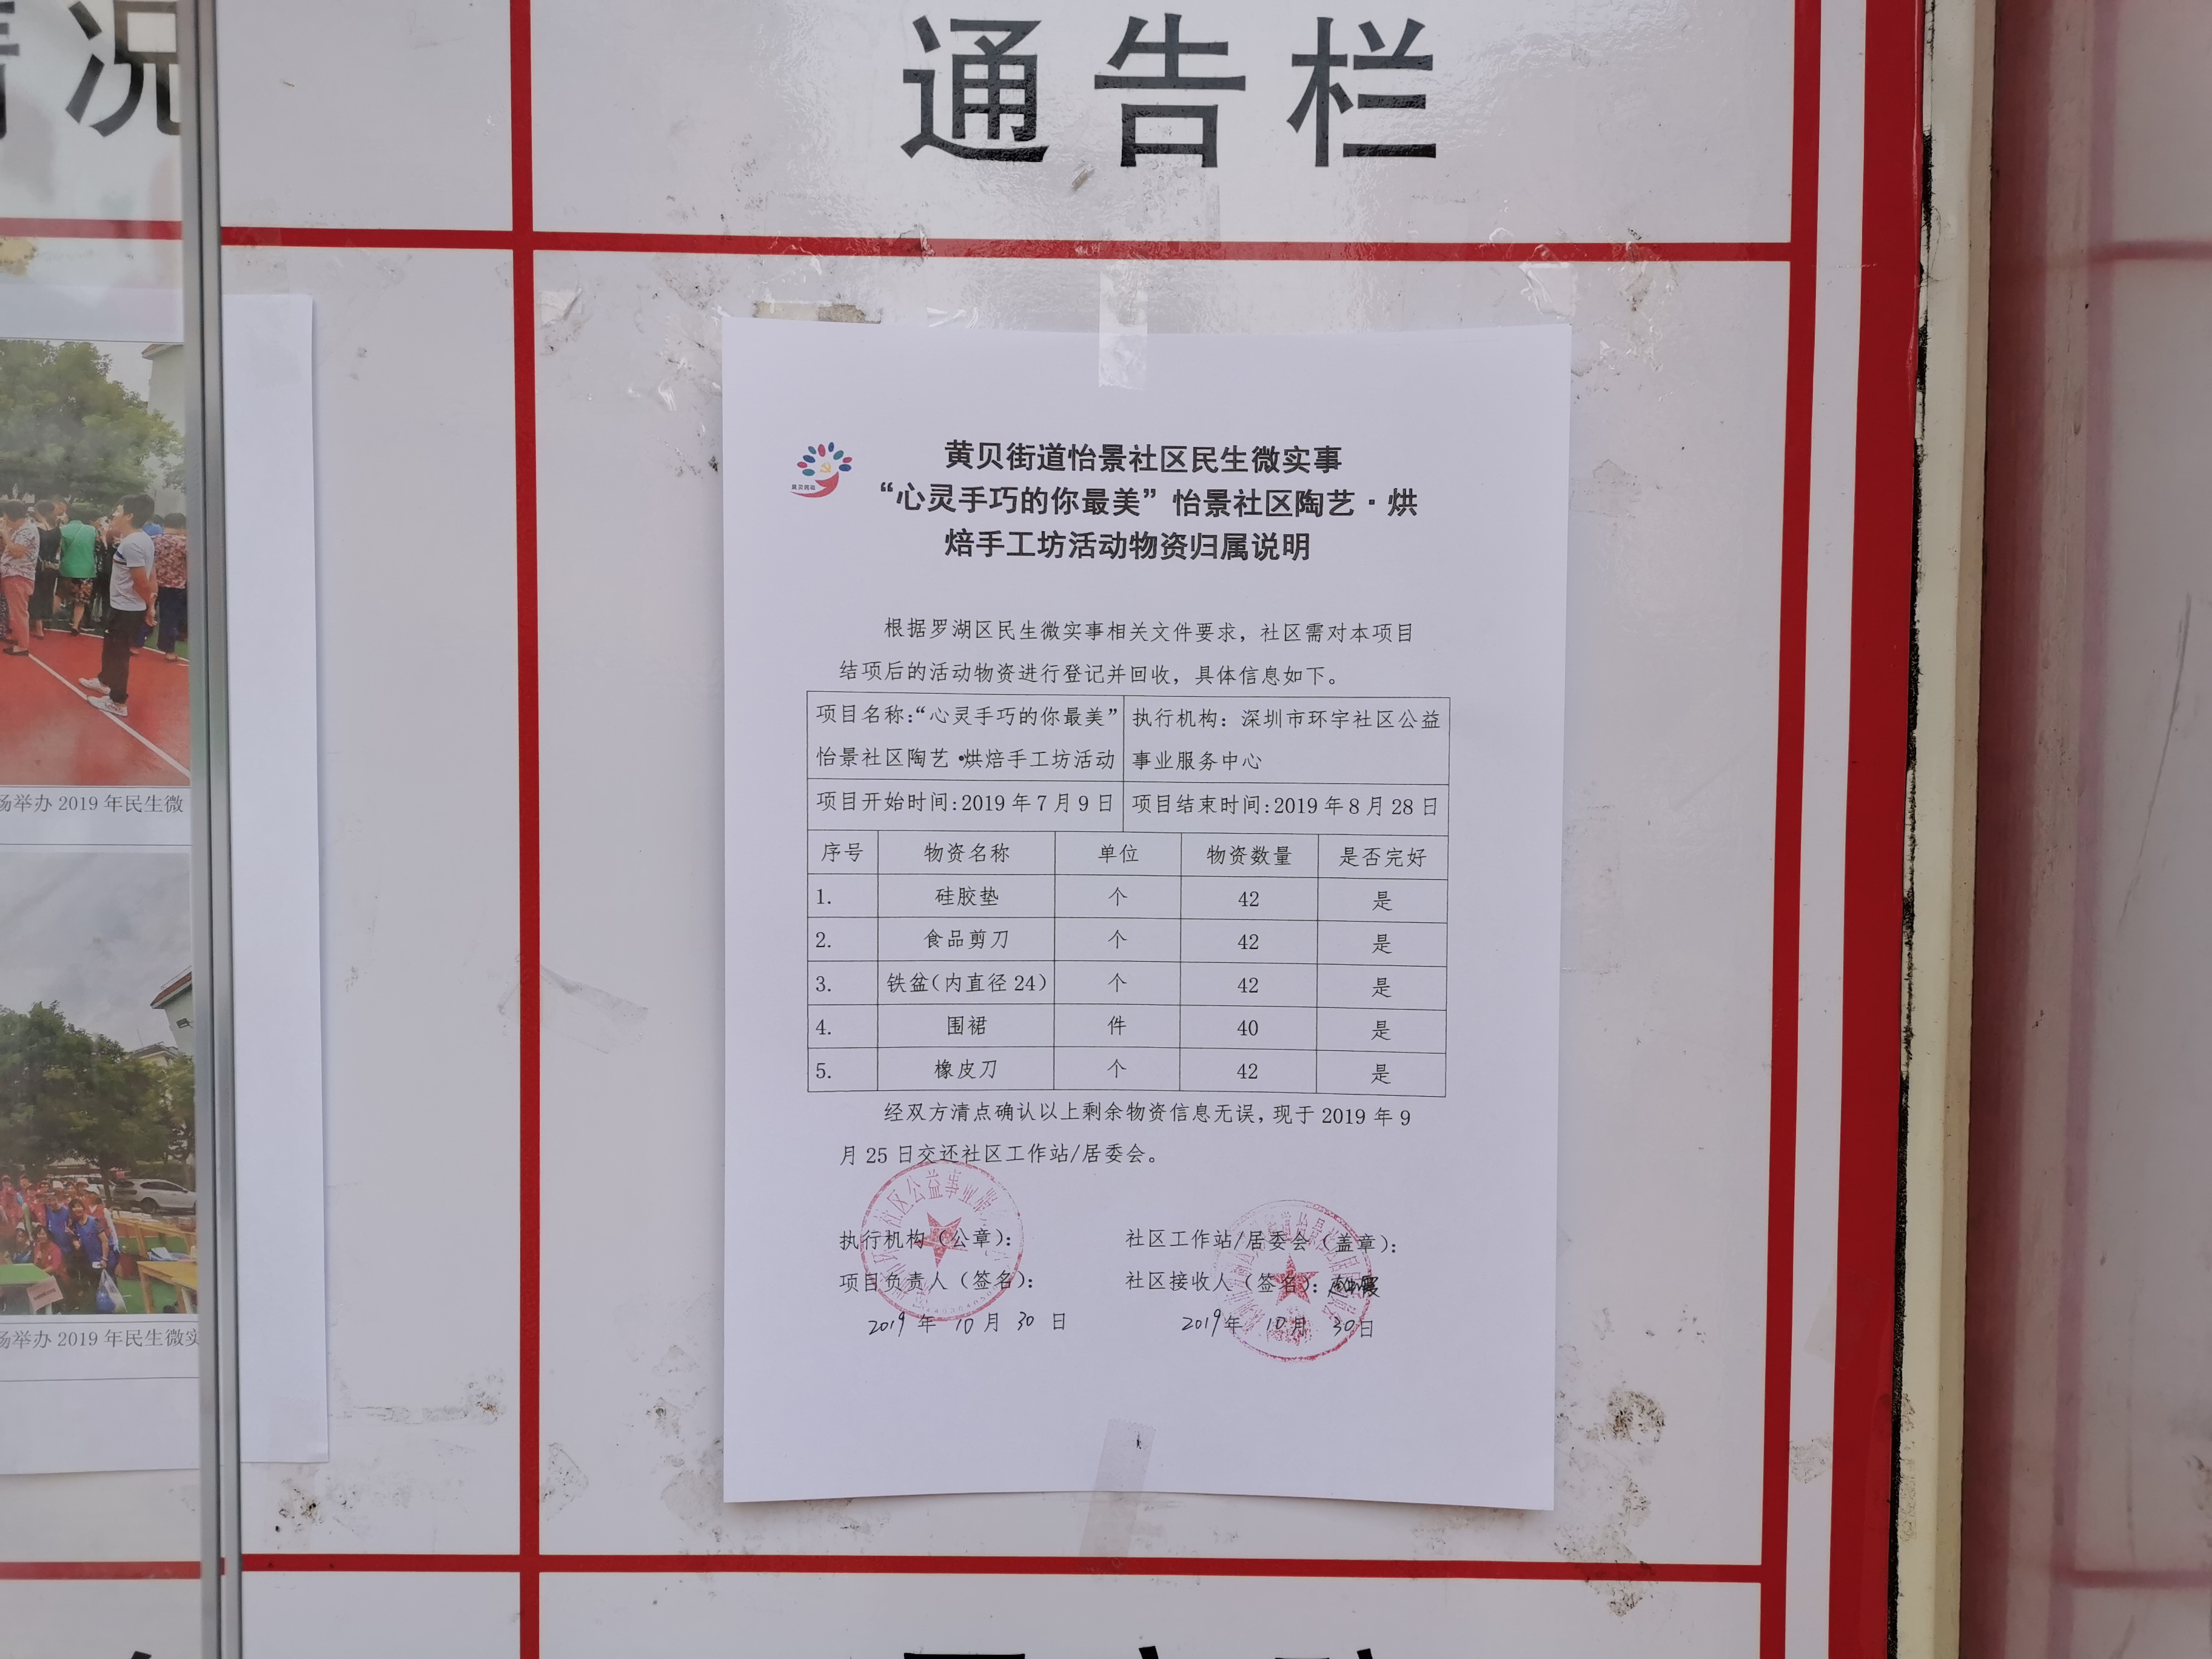 况
通告栏
黄贝街道怡景社区民生微实事
“心灵手巧的你最美”怡景社区陶艺·烘
焙手工坊活动物资归属说明
根据罗湖区民生微实事相关文件要求，社区需对本项目
结项后的活动物资进行登记并回收，具体信息如下。
项目名称：“心灵手巧的你最美”
怡景社区陶艺·烘焙手工坊活动
执行机构：深圳市环宇社区公益
事业服务中心
项目开始时间:2019年7月9日 项目结束时间:2019年8月28日
序号 物资名称 单位 物资数量 是否完好
1. 硅胶垫 个 42 是
2. 食品剪刀 个 42 是
3. 铁盆(内直径24) 个 42 是
4. 围裙 件 40 是
5. 橡皮刀 个 42 是
经双方清点确认以上剩余物资信息无误，现于2019年9
月25日交还社区工作站/居委会。
执行机构（公章）： 社区工作站/居委会（盖章）：
项目负责人（签名）： 社区接收人（签名）：
2019年10月30日 2019年10月30日
社区公益事业服
场举办2019年民生微
场举办2019年民生微实